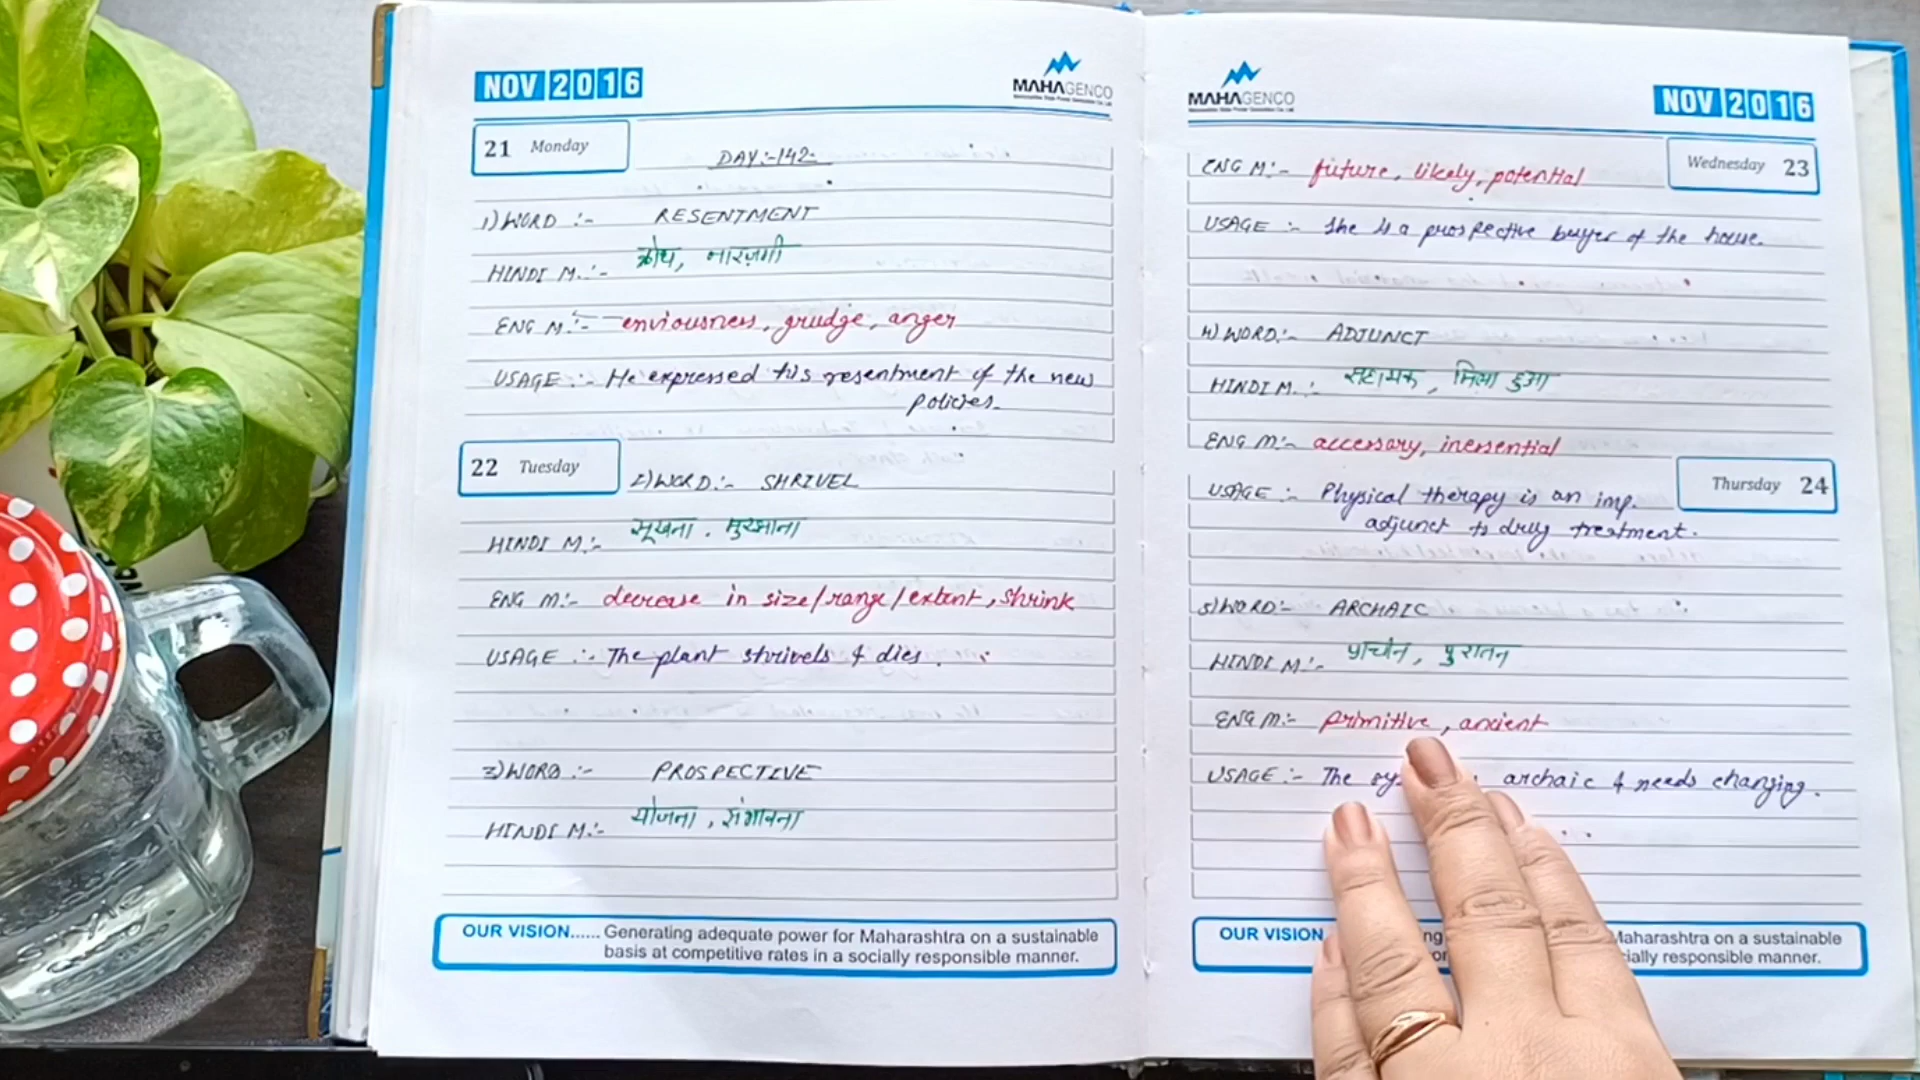 NOV 2016
MAHAGENCO
21 Monday
DAY:-142
1) WORD :- RESENTMENT
HINDI M.:- क्रोध, नाराज़गी
ENG M.:- enviousness, grudge, anger
USAGE :- He expressed his resentment of the new
policies.
22 Tuesday
2) WORD :- SHRIVEL
HINDI M.:- सूखना, मुरझाना
ENG M:- decrease in size/range/extent, shrink
USAGE :- The plant shrivels & dies.
3) WORD :- PROSPECTIVE
HINDI M:- योजना, संभावना
OUR VISION...... Generating adequate power for Maharashtra on a sustainable
basis at competitive rates in a socially responsible manner.
MAHAGENCO
NOV 2016
Wednesday 23
ENG M:- future, likely, potential
USAGE :- She is a prospective buyer of the house.
4) WORD:- ADJUNCT
HINDI M.:- सहायक, मिला हुआ
ENG M:- accessary, inessential
Thursday 24
USAGE :- Physical therapy is an imp.
adjunct to drug treatment.
5) WORD:- ARCHAIC
HINDI M:- प्राचीन, पुरातन
ENG M:- primitive, ancient
USAGE :- The archaic & needs changing.
OUR VISION
Maharashtra on a sustainable
responsible manner.